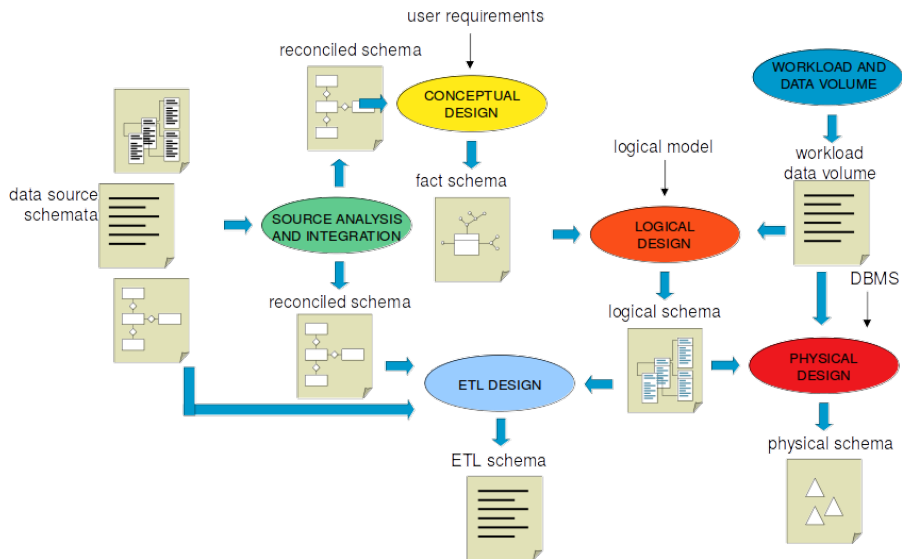 user requirements
reconciled schema
CONCEPTUAL
DESIGN
WORKLOAD AND
DATA VOLUME
logical model
workload
data volume
fact schema
data source
schemata
SOURCE ANALYSIS
AND INTEGRATION
LOGICAL
DESIGN
DBMS
reconciled schema
logical schema
PHYSICAL
DESIGN
ETL DESIGN
physical schema
ETL schema